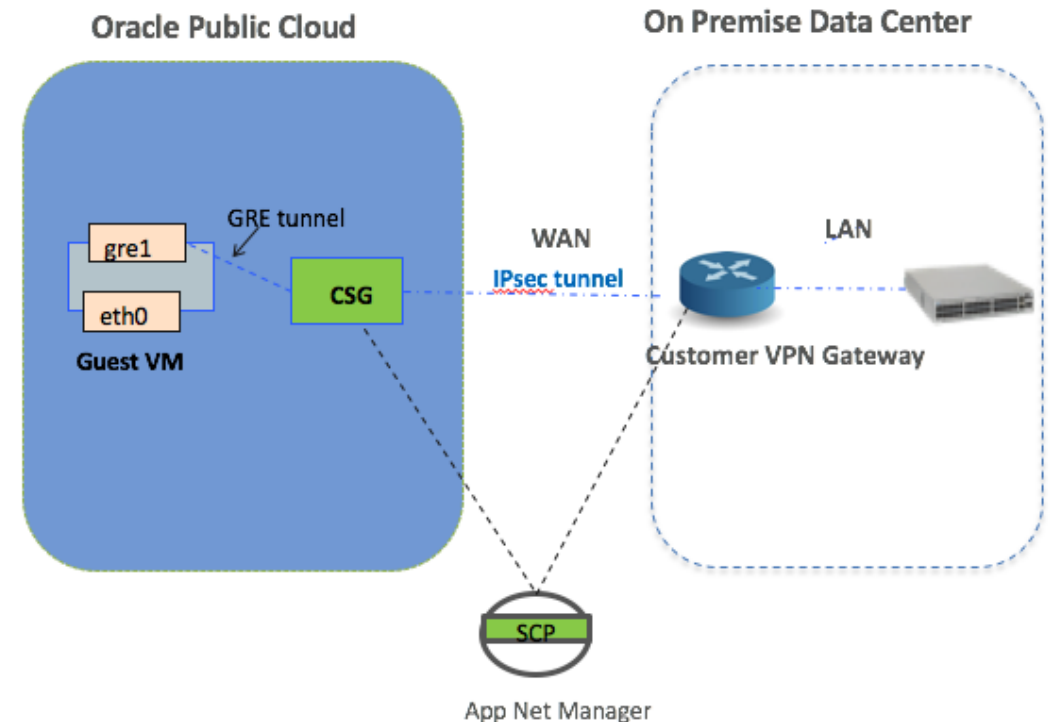 Oracle Public Cloud
On Premise Data Center
GRE tunnel
gre1
eth0
Guest VM
CSG
WAN
IPsec tunnel
LAN
Customer VPN Gateway
SCP
App Net Manager